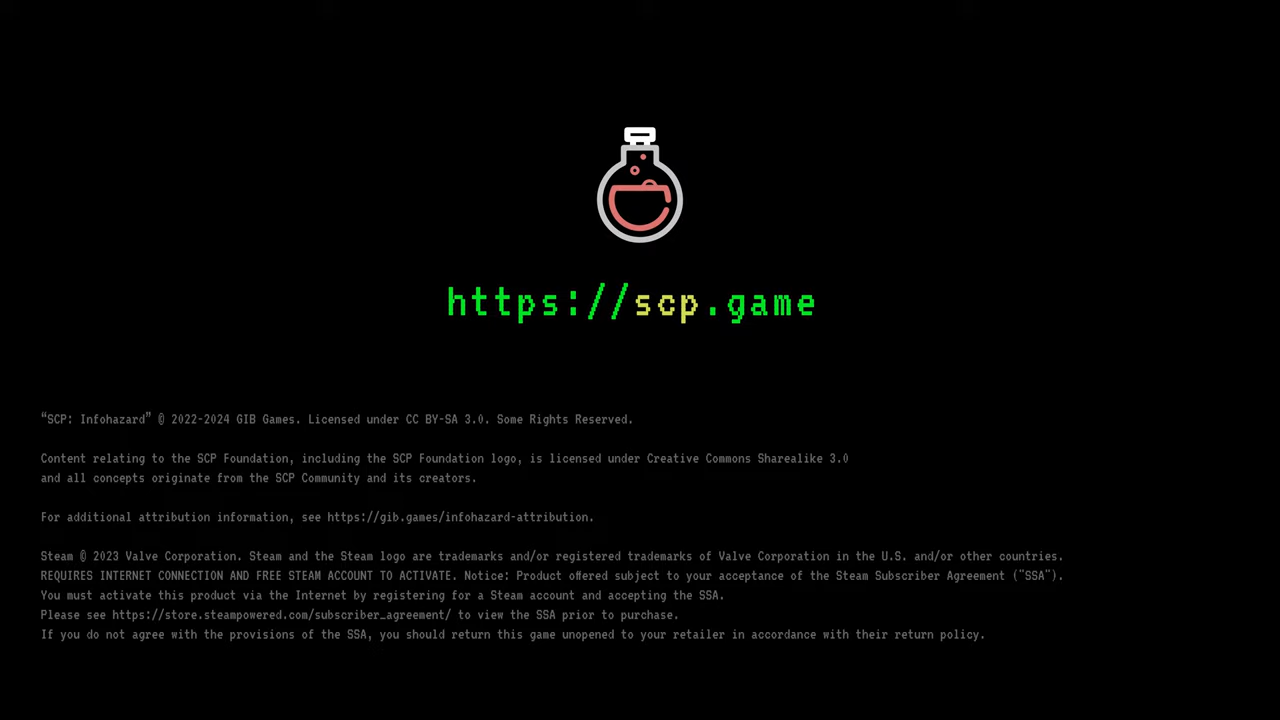 https://scp.game
“SCP: Infohazard” © 2022-2024 GIB Games. Licensed under CC BY-SA 3.0. Some Rights Reserved.
Content relating to the SCP Foundation, including the SCP Foundation logo, is licensed under Creative Commons Sharealike 3.0
and all concepts originate from the SCP Community and its creators.
For additional attribution information, see https://gib.games/infohazard-attribution.
Steam © 2023 Valve Corporation. Steam and the Steam logo are trademarks and/or registered trademarks of Valve Corporation in the U.S. and/or other countries.
REQUIRES INTERNET CONNECTION AND FREE STEAM ACCOUNT TO ACTIVATE. Notice: Product offered subject to your acceptance of the Steam Subscriber Agreement ("SSA").
You must activate this product via the Internet by registering for a Steam account and accepting the SSA.
Please see https://store.steampowered.com/subscriber_agreement/ to view the SSA prior to purchase.
If you do not agree with the provisions of the SSA, you should return this game unopened to your retailer in accordance with their return policy.